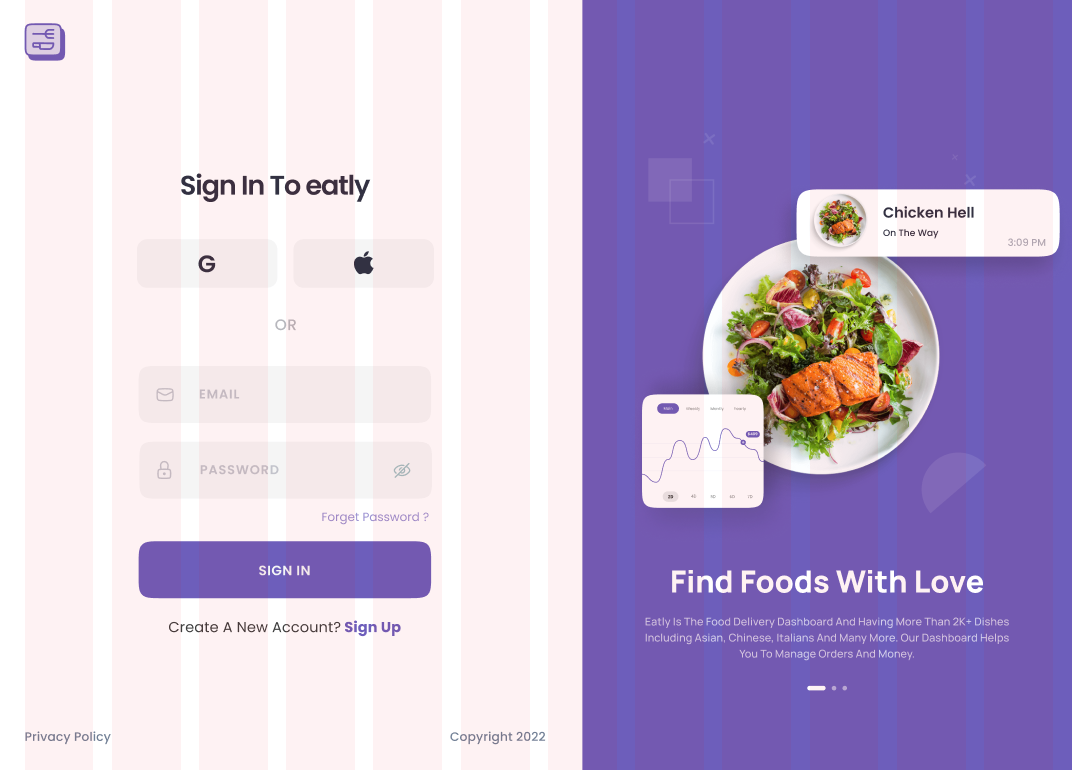 Sign In To eatly
G
OR
EMAIL
PASSWORD
Forget Password ?
SIGN IN
Create A New Account? Sign Up
Privacy Policy
Copyright 2022
Chicken Hell
On The Way
3:09 PM
Find Foods With Love
Eatly Is The Food Delivery Dashboard And Having More Than 2K+ Dishes
Including Asian, Chinese, Italians And Many More. Our Dashboard Helps
You To Manage Orders And Money.